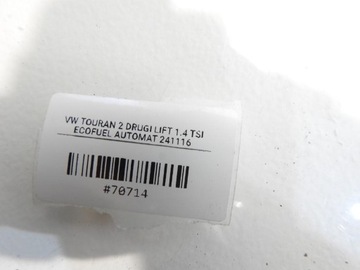 VW TOURAN 2 DRUGI LIFT 1.4 TSI
ECOFUEL AUTOMAT 241116
#70714